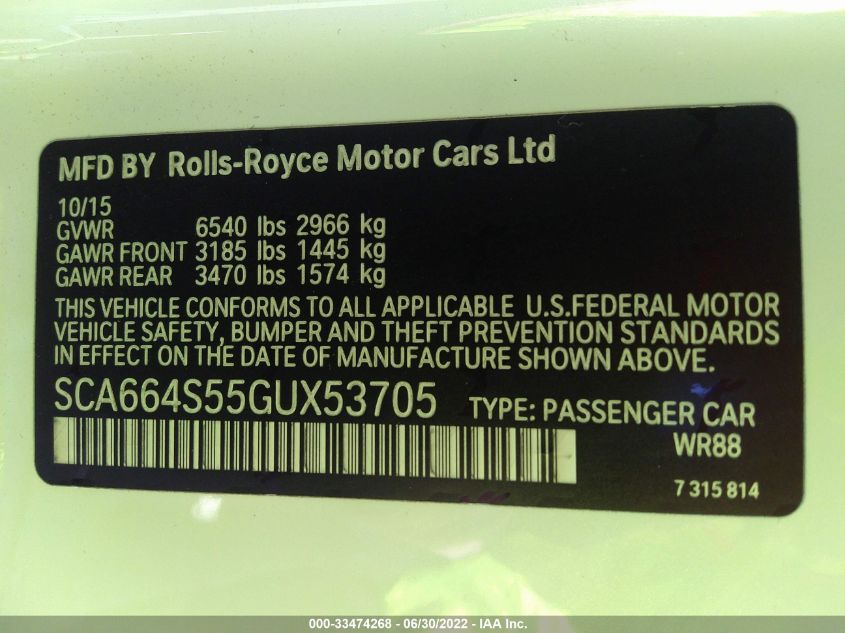 MFD BY Rolls-Royce Motor Cars Ltd
10/15
GVWR 6540 lbs 2966 kg
GAWR FRONT 3185 lbs 1445 kg
GAWR REAR 3470 lbs 1574 kg
THIS VEHICLE CONFORMS TO ALL APPLICABLE U.S.FEDERAL MOTOR
VEHICLE SAFETY, BUMPER AND THEFT PREVENTION STANDARDS
IN EFFECT ON THE DATE OF MANUFACTURE SHOWN ABOVE.
SCA664S55GUX53705 TYPE: PASSENGER CAR
WR88
7 315 814
000-33474268 - 06/30/2022 - IAA Inc.